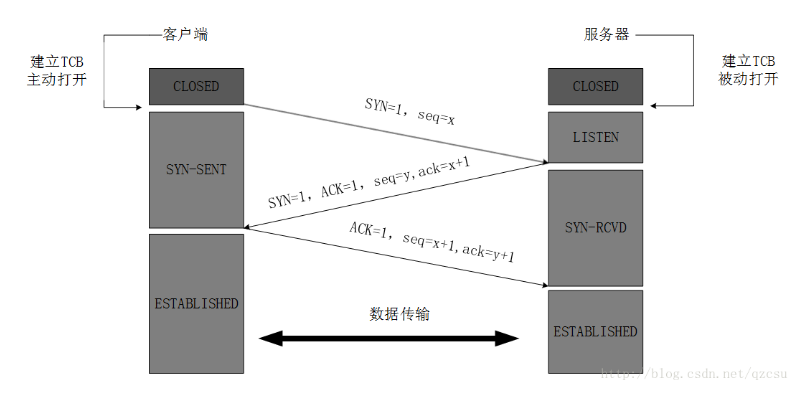 客户端
服务器
建立TCB
主动打开
建立TCB
被动打开
CLOSED
CLOSED
SYN=1, seq=x
LISTEN
SYN-SENT
SYN=1, ACK=1, seq=y,ack=x+1
SYN-RCVD
ACK=1, seq=x+1,ack=y+1
ESTABLISHED
数据传输
ESTABLISHED
http://blog.csdn.net/qzcsu